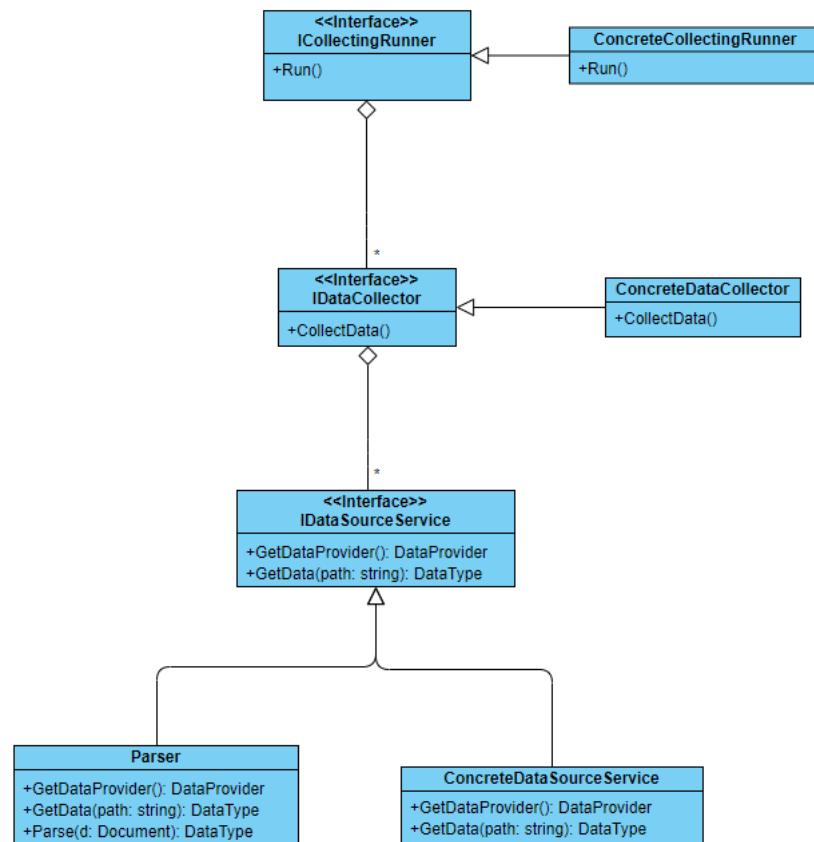 <<Interface>>
ICollectingRunner
+Run()
ConcreteCollectingRunner
+Run()
*
<<Interface>>
IDataCollector
+CollectData()
ConcreteDataCollector
+CollectData()
*
<<Interface>>
IDataSourceService
+GetDataProvider(): DataProvider
+GetData(path: string): DataType
Parser
+GetDataProvider(): DataProvider
+GetData(path: string): DataType
+Parse(d: Document): DataType
ConcreteDataSourceService
+GetDataProvider(): DataProvider
+GetData(path: string): DataType